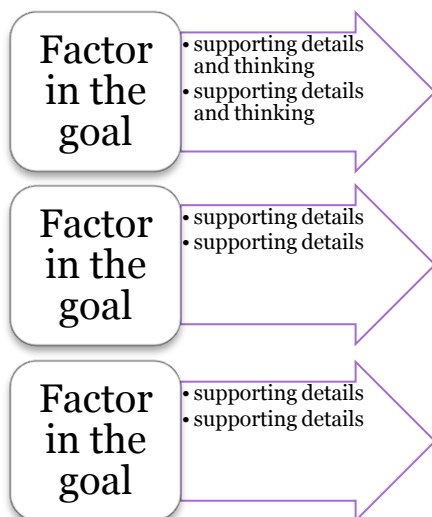 Factor
in the
goal
• supporting details
and thinking
• supporting details
and thinking
Factor
in the
goal
• supporting details
• supporting details
Factor
in the
goal
• supporting details
• supporting details